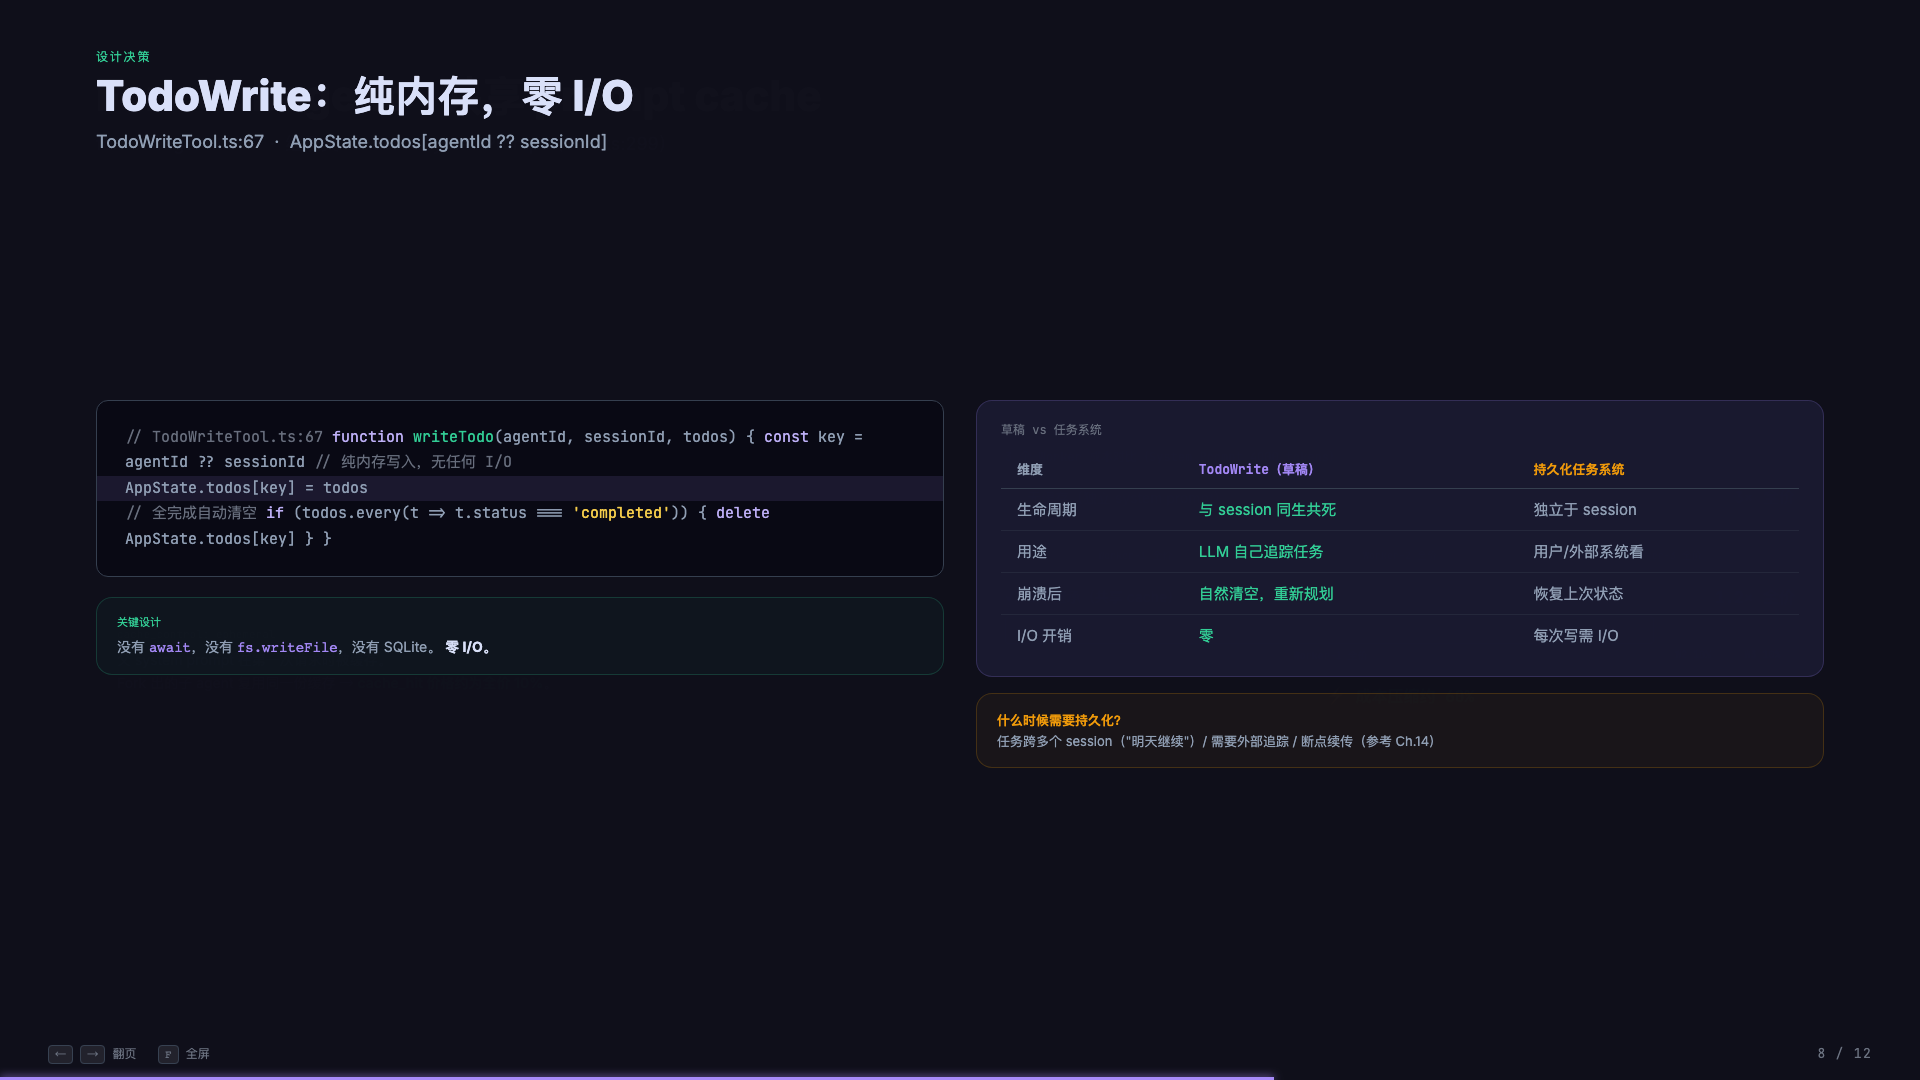 设计决策
TodoWrite：纯内存，零 I/O
TodoWriteTool.ts:67 · AppState.todos[agentId ?? sessionId]
// TodoWriteTool.ts:67 function writeTodo(agentId, sessionId, todos) { const key =
agentId ?? sessionId // 纯内存写入，无任何 I/O
AppState.todos[key] = todos
// 全完成自动清空 if (todos.every(t => t.status === 'completed')) { delete
AppState.todos[key] } }
关键设计
没有 await，没有 fs.writeFile，没有 SQLite。 零 I/O。
草稿 vs 任务系统
维度 TodoWrite（草稿） 持久化任务系统
生命周期 与 session 同生共死 独立于 session
用途 LLM 自己追踪任务 用户/外部系统看
崩溃后 自然清空，重新规划 恢复上次状态
I/O 开销 零 每次写需 I/O
什么时候需要持久化?
任务跨多个 session（"明天继续"）/ 需要外部追踪 / 断点续传（参考 Ch.14）
← → 翻页 F 全屏
8 / 12